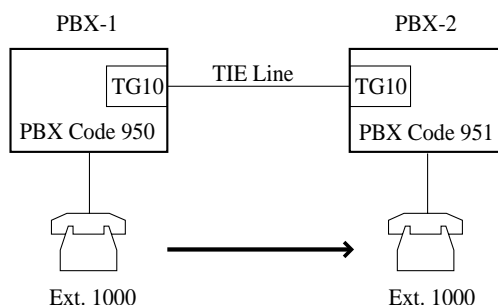 PBX-1
PBX-2
TG10
TIE Line
TG10
PBX Code 950
PBX Code 951
Ext. 1000
Ext. 1000